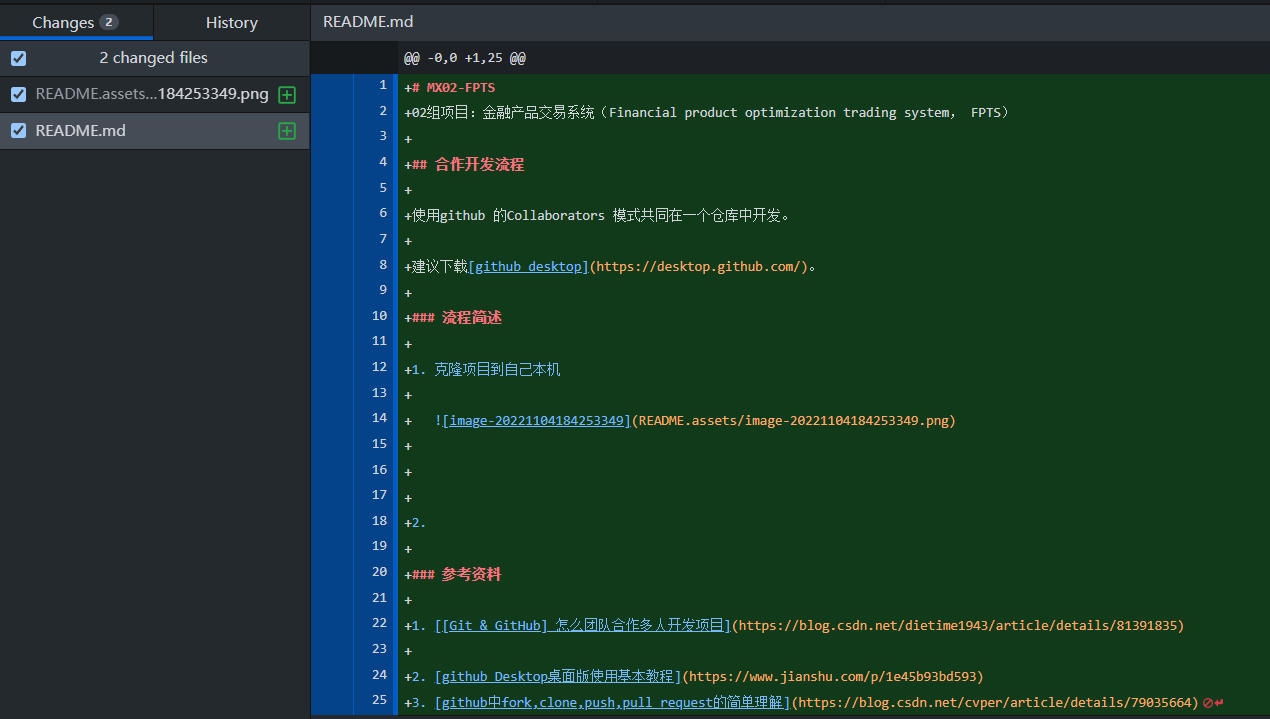 Changes 2
History
README.md
2 changed files
README.assets...184253349.png
README.md
@@ -0,0 +1,25 @@
1 +# MX02-FPTS
2 +02组项目：金融产品交易系统（Financial product optimization trading system， FPTS）
3 +
4 +## 合作开发流程
5 +
6 +使用github 的Collaborators 模式共同在一个仓库中开发。
7 +
8 +建议下载[github desktop](https://desktop.github.com/)。
9 +
10 +### 流程简述
11 +
12 +1. 克隆项目到自己本机
13 +
14 +   ![image-20221104184253349](README.assets/image-20221104184253349.png)
15 +
16 +
17 +
18 +2.
19 +
20 +### 参考资料
21 +
22 +1. [[Git & GitHub] 怎么团队合作多人开发项目](https://blog.csdn.net/dietime1943/article/details/81391835)
23 +
24 +2. [github Desktop桌面版使用基本教程](https://www.jianshu.com/p/1e45b93bd593)
25 +3. [github中fork,clone,push,pull request的简单理解](https://blog.csdn.net/cvper/article/details/79035664)